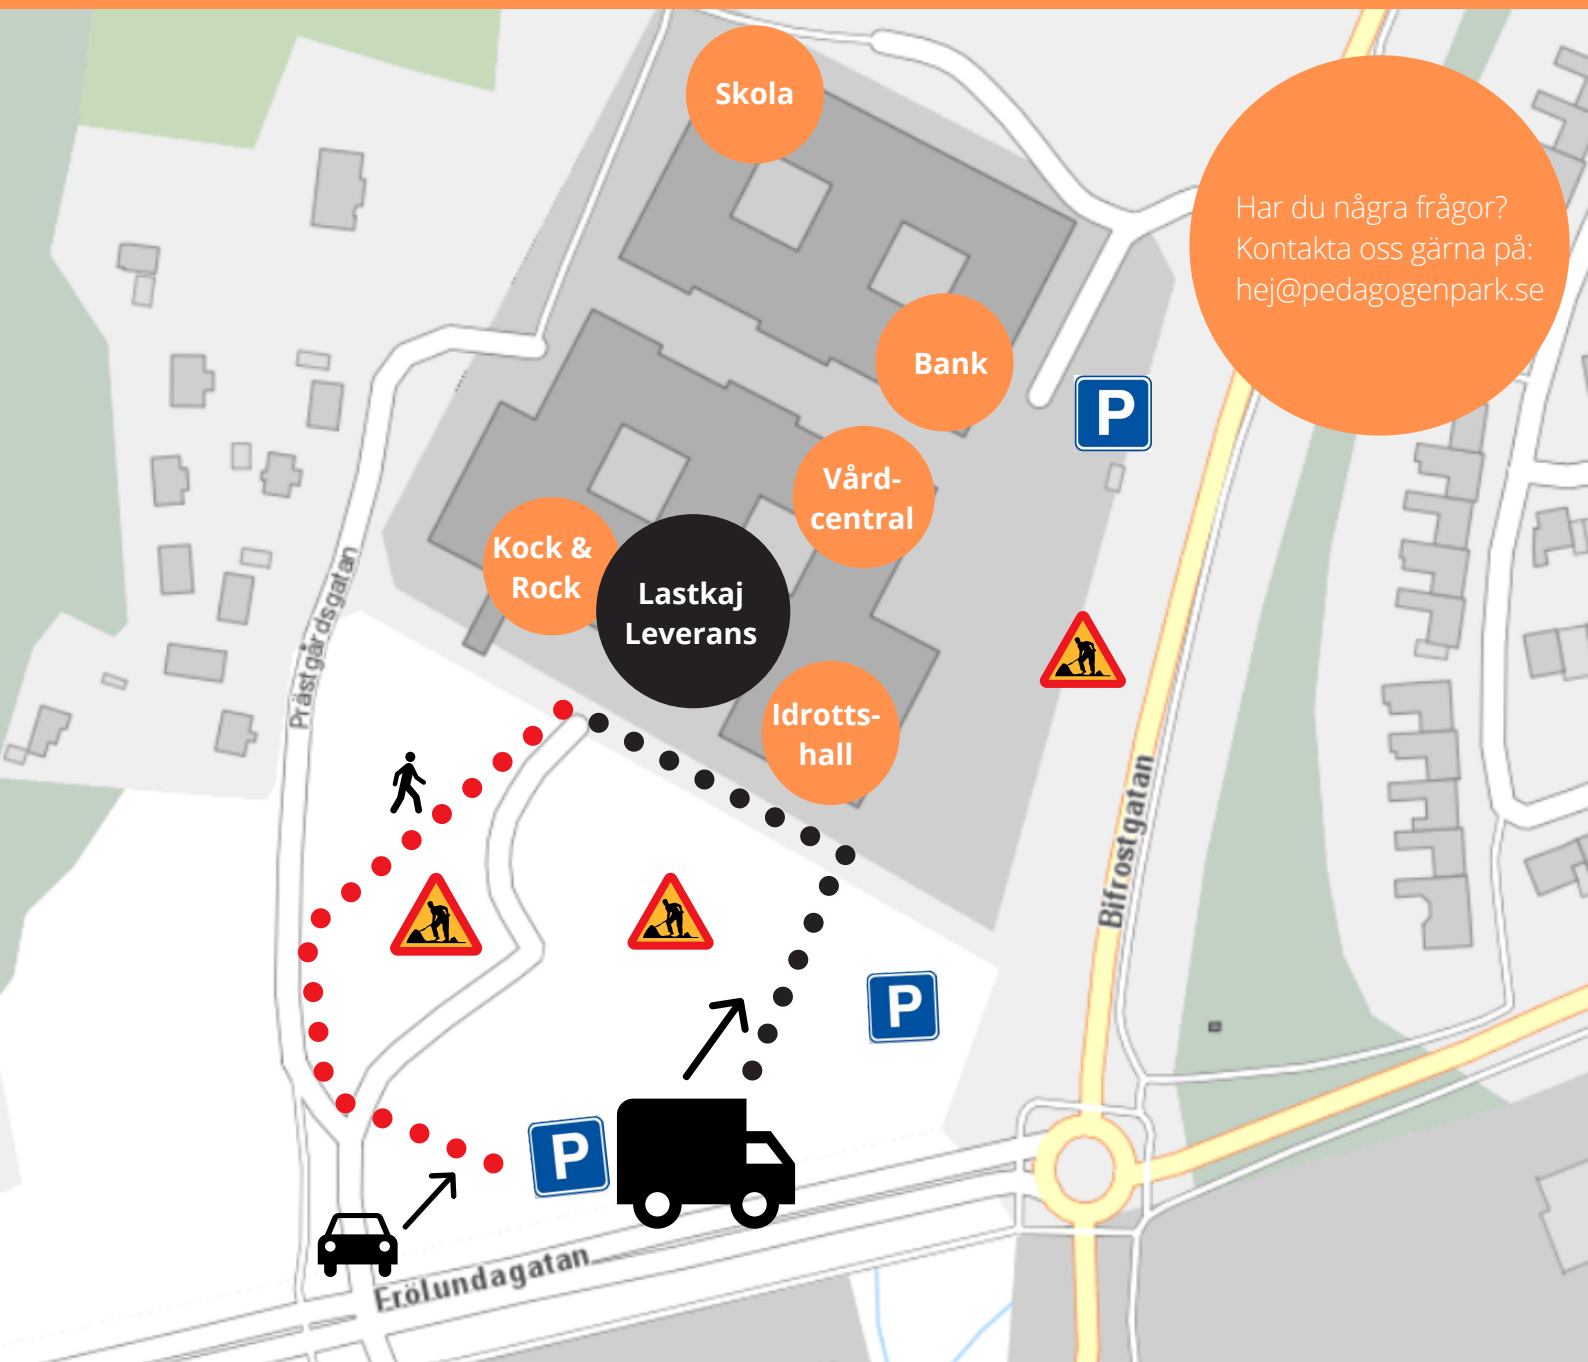 Skola
Har du några frågor?
Kontakta oss gärna på:
hej@pedagogenpark.se
Bank
P
Vård-
central
Kock &
Rock
Lastkaj
Leverans
Prästgårdsgatan
Idrotts-
hall
Bifrostgatan
P
P
Frölundagatan